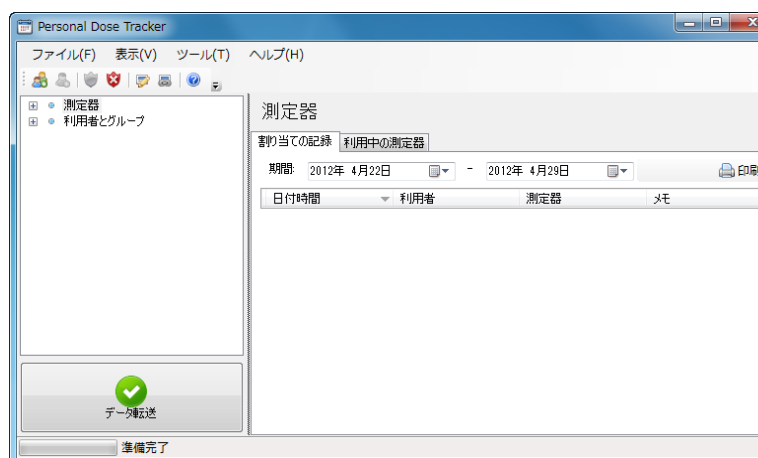 Personal Dose Tracker
ファイル(F) 表示(V) ツール(T) ヘルプ(H)
測定器
利用者とグループ
測定器
割り当ての記録 利用中の測定器
期間: 2012年 4月22日 - 2012年 4月29日 印刷
日付時間 利用者 測定器 メモ
データ転送
準備完了